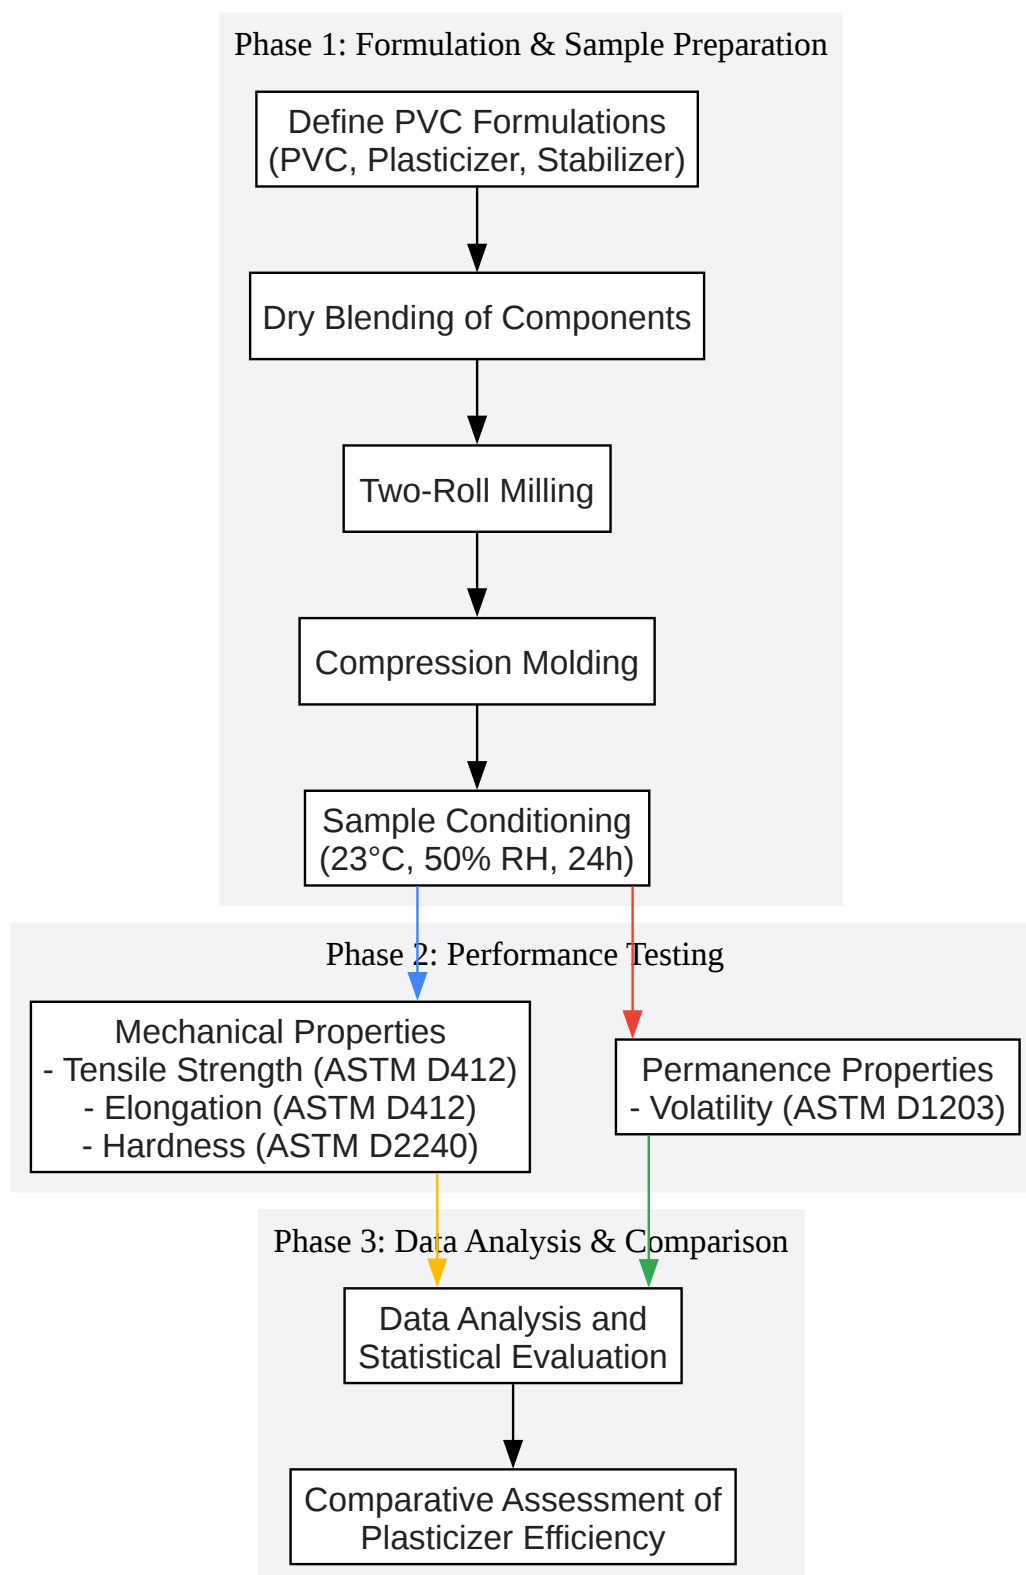 Phase 1: Formulation & Sample Preparation
Define PVC Formulations
(PVC, Plasticizer, Stabilizer)
Dry Blending of Components
Two-Roll Milling
Compression Molding
Sample Conditioning
(23°C, 50% RH, 24h)
Phase 2: Performance Testing
Mechanical Properties
- Tensile Strength (ASTM D412)
- Elongation (ASTM D412)
- Hardness (ASTM D2240)
Permanence Properties
- Volatility (ASTM D1203)
Phase 3: Data Analysis & Comparison
Data Analysis and
Statistical Evaluation
Comparative Assessment of
Plasticizer Efficiency